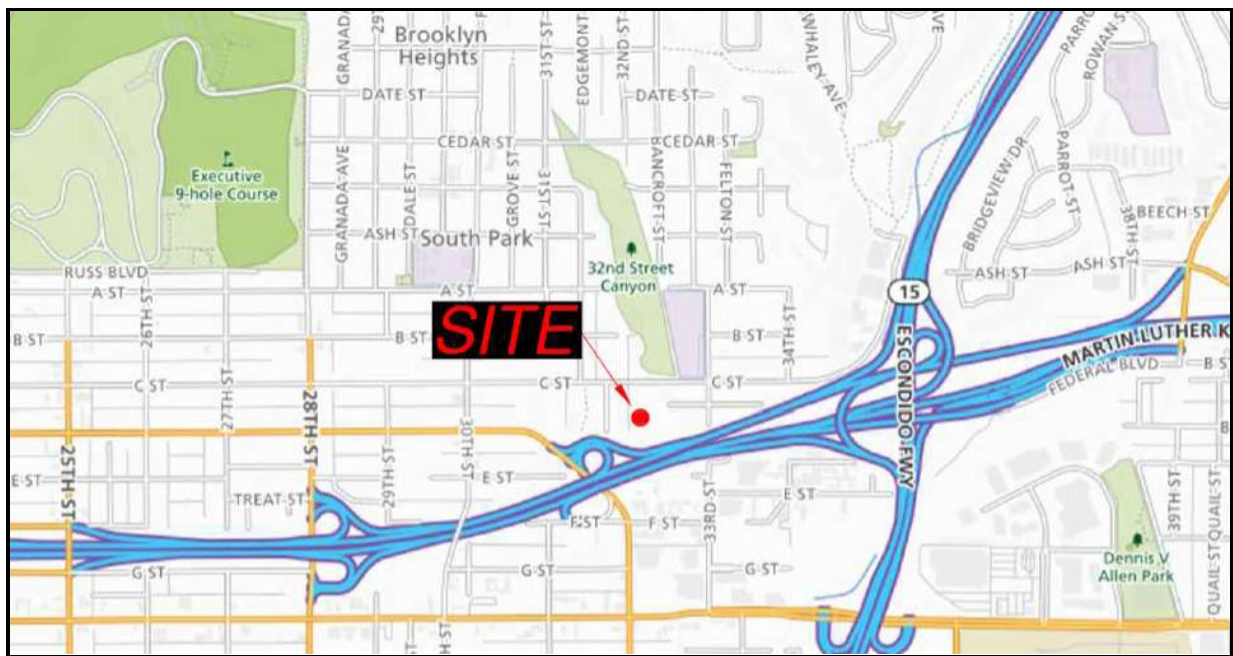 GRANADA
29TH
Brooklyn
Heights
31ST ST
EDGEMONT
32ND ST
WHALEY AVE
AVE
PARRO
ROWAN ST
DATE ST
DATE ST
CEDAR ST
CEDAR ST
Executive
9-hole Course
GRANADA AVE
DALE ST
GROVE ST
31ST ST
BANCROFT ST
FELTON ST
BRIDGEVIEW DR
PARROT ST
38TH ST
BEECH ST
ASH ST
South Park
32nd Street
Canyon
ASH ST
ASH ST
RUSS BLVD
A ST
26TH ST
A ST
A ST
15
SITE
B ST
B ST
B ST
34TH ST
ESCONDIDO FWY
MARTIN LUTHER K
FEDERAL BLVD
B S
C ST
27TH ST
28TH ST
C ST
C ST
25TH ST
30TH ST
29TH ST
E ST
E ST
E ST
TREAT ST
F ST
F ST
33RD ST
39TH ST
QUAIL ST
QUAIL ST
B
G ST
G ST
G ST
Dennis V
Allen Park
H ST